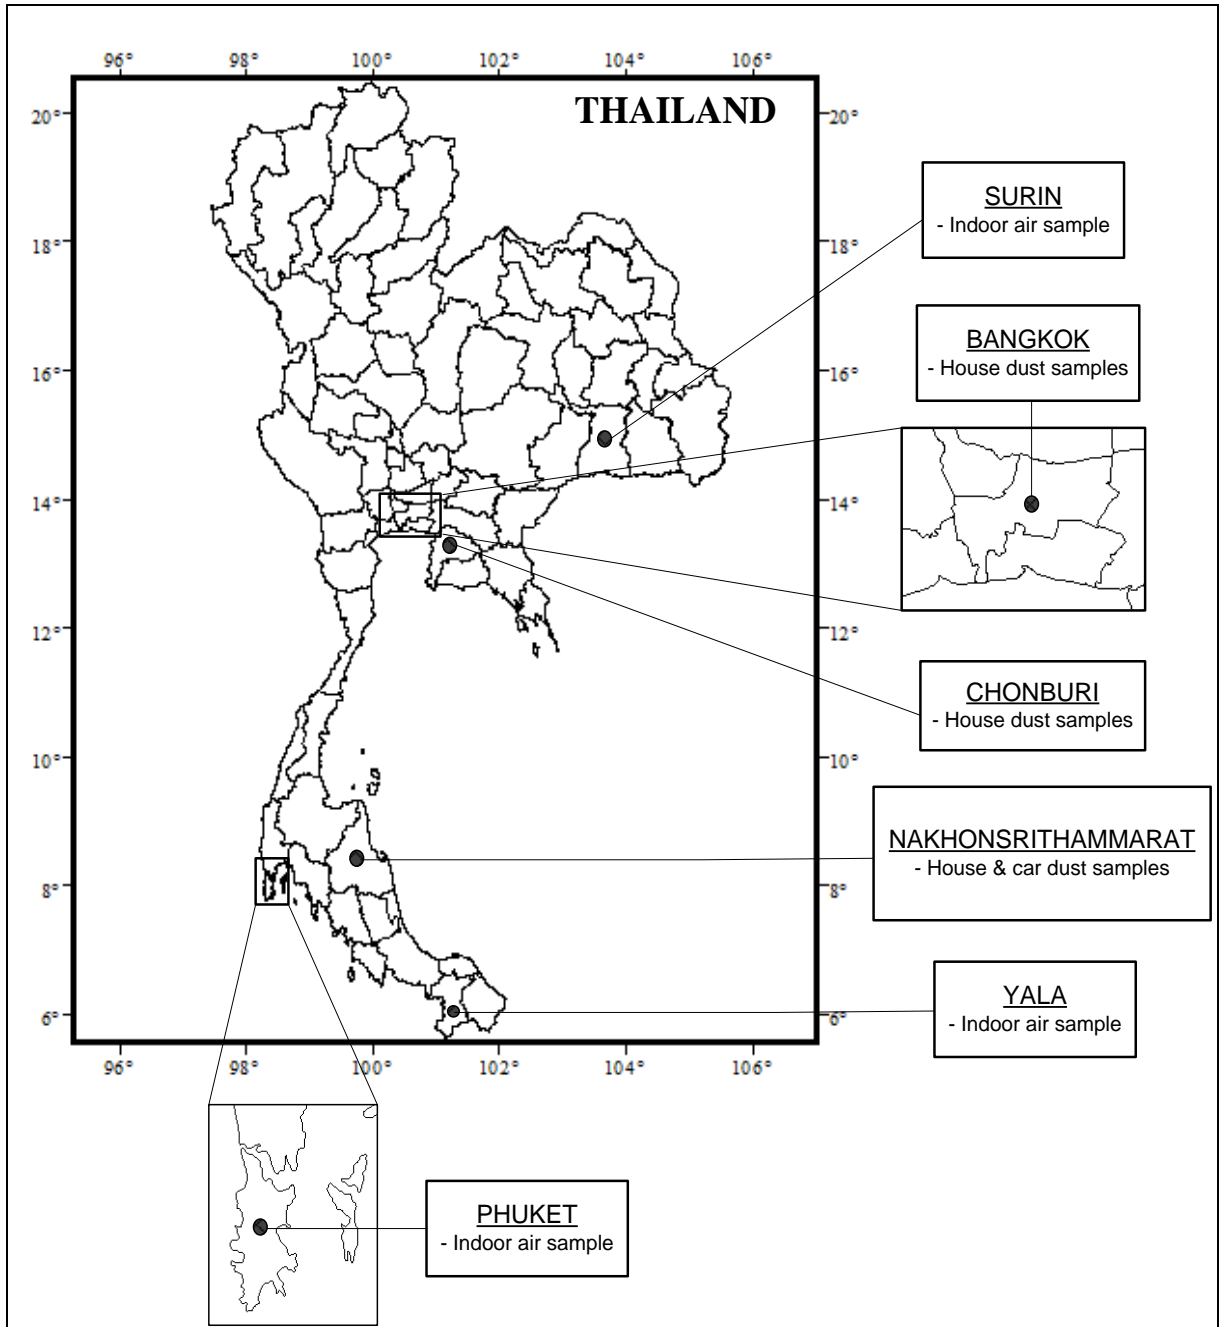 96°
98°
100°
102°
104°
106°
THAILAND
20°
20°
18°
18°
16°
16°
14°
14°
12°
12°
10°
10°
8°
8°
6°
6°
96°
98°
100°
102°
104°
106°
SURIN
- Indoor air sample
BANGKOK
- House dust samples
CHONBURI
- House dust samples
NAKHONSRITHAMMARAT
- House & car dust samples
YALA
- Indoor air sample
PHUKET
- Indoor air sample